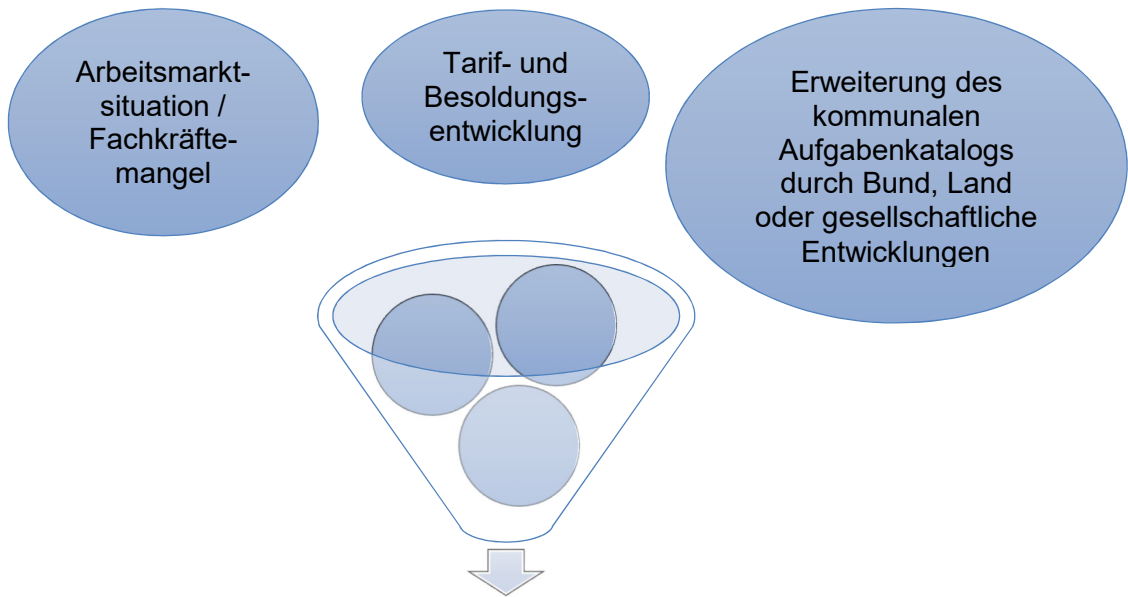 Arbeitsmarkt-
situation /
Fachkräfte-
mangel
Tarif- und
Besoldungs-
entwicklung
Erweiterung des
kommunalen
Aufgabenkatalogs
durch Bund, Land
oder gesellschaftliche
Entwicklungen